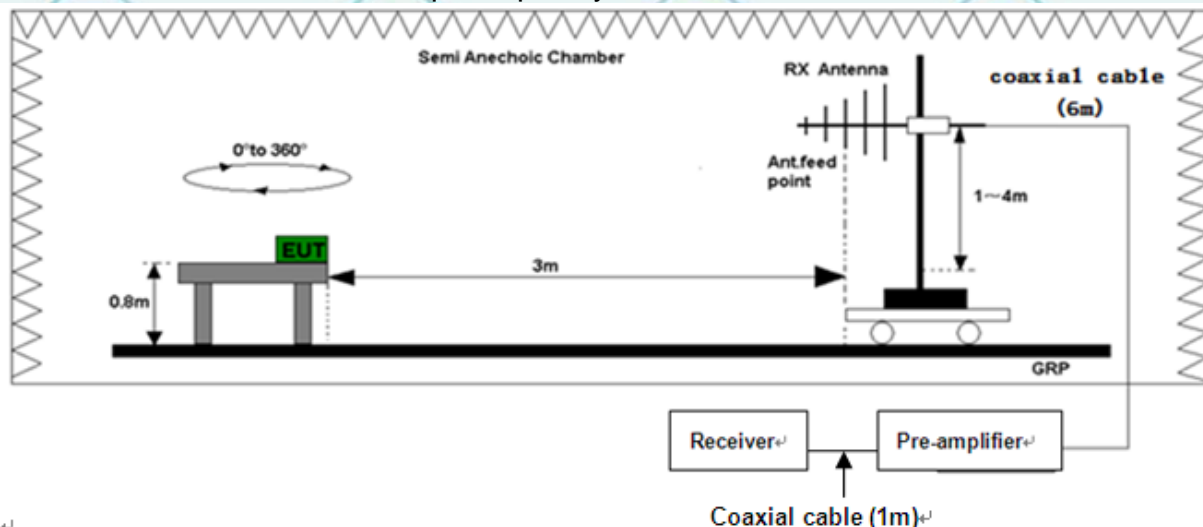 Semi Anechoic Chamber
RX Antenna
coaxial cable
(6m)
0°to 360°
Ant.feed
point
1～4m
EUT
3m
0.8m
GRP
Receiver↵
Pre-amplifier↵
Coaxial cable (1m)↵